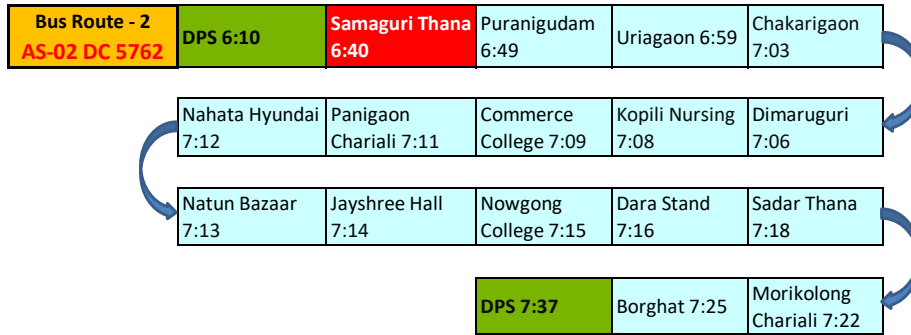 Bus Route - 2
AS-02 DC 5762
DPS 6:10
Samaguri Thana
6:40
Puranigudam
6:49
Uriagaon 6:59
Chakarigaon
7:03
Nahata Hyundai
7:12
Panigaon
Chariali 7:11
Commerce
College 7:09
Kopili Nursing
7:08
Dimaruguri
7:06
Natun Bazaar
7:13
Jayshree Hall
7:14
Nowgong
College 7:15
Dara Stand
7:16
Sadar Thana
7:18
DPS 7:37
Borghat 7:25
Morikolong
Chariali 7:22